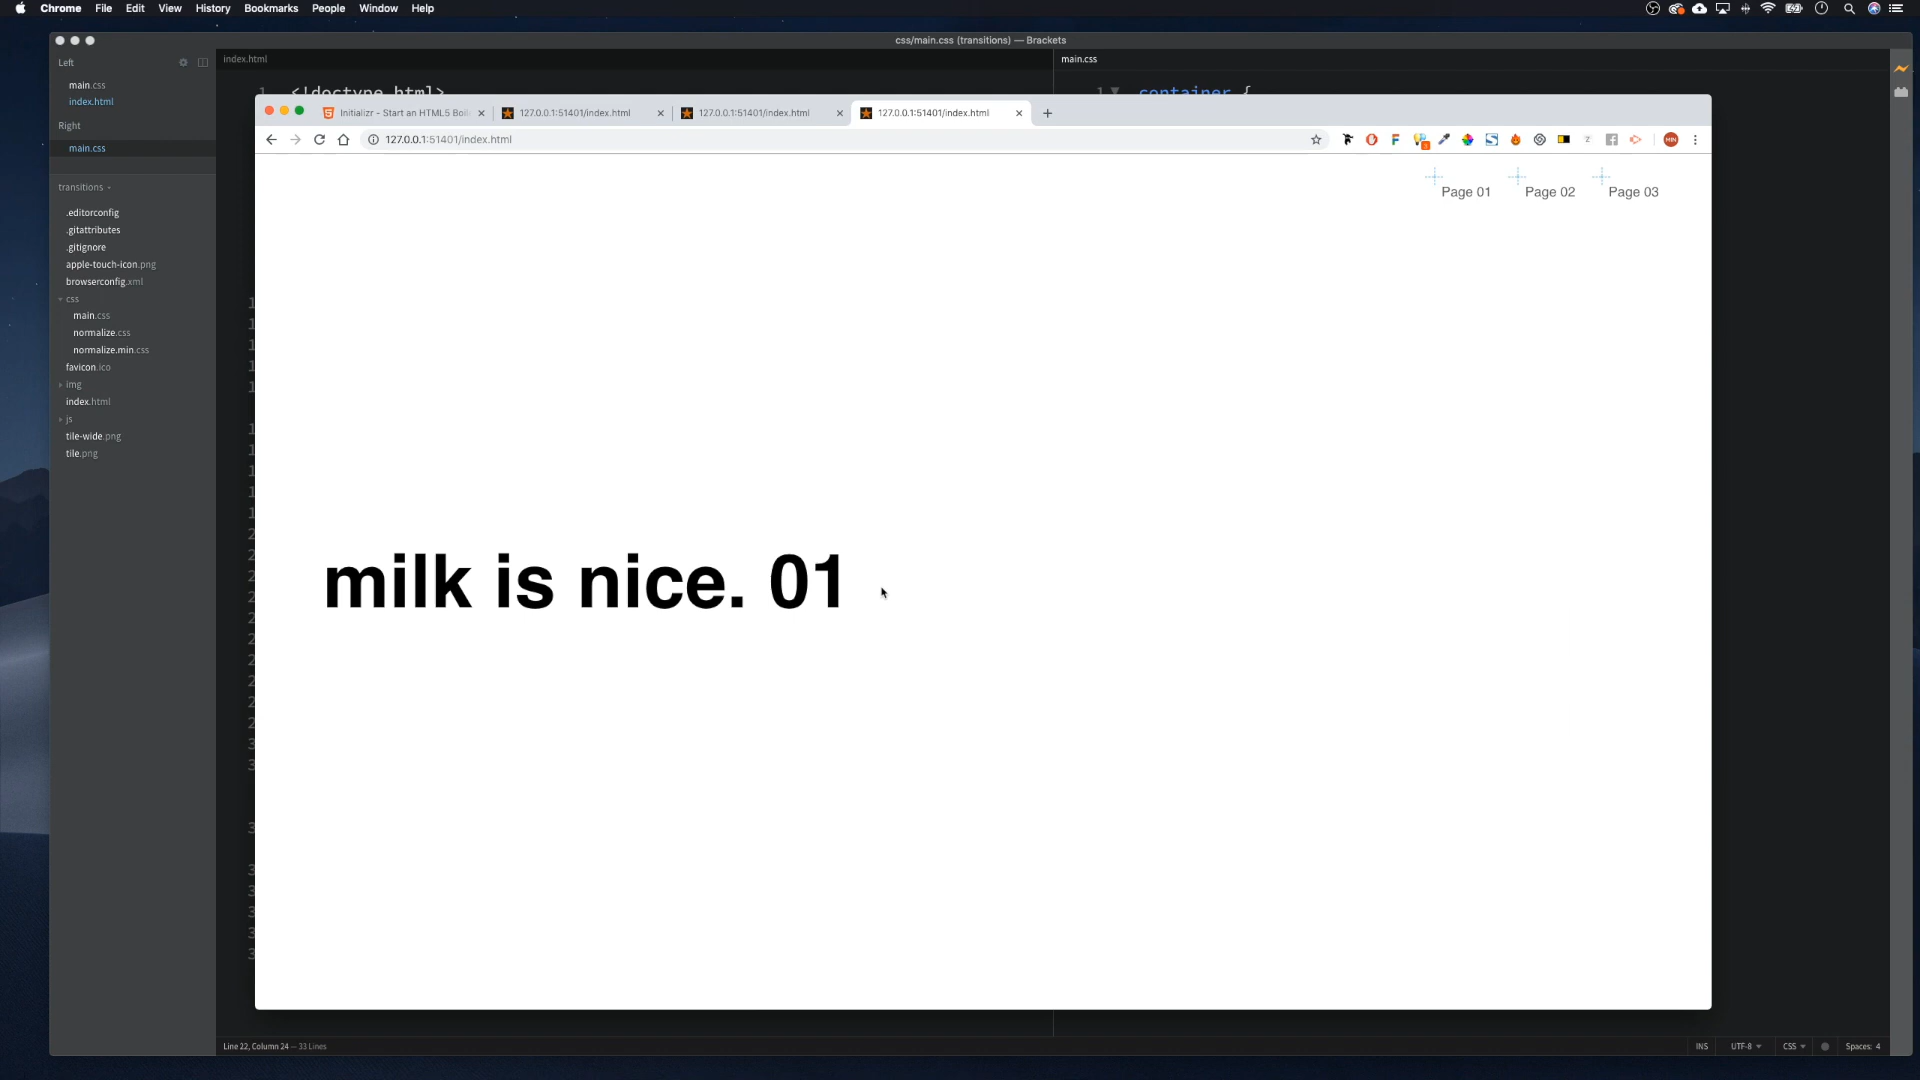 Chrome File Edit View History Bookmarks People Window Help
css/main.css (transitions) — Brackets
Left
main.css
index.html
Right
main.css
transitions
.editorconfig
.gitattributes
.gitignore
apple-touch-icon.png
browserconfig.xml
css
main.css
normalize.css
normalize.min.css
favicon.ico
img
index.html
js
tile-wide.png
tile.png
index.html
main.css
1 <!doctype html>
1 container {
Initializr - Start an HTML5 Boil 127.0.0.1:51401/index.html 127.0.0.1:51401/index.html 127.0.0.1:51401/index.html
127.0.0.1:51401/index.html
Page 01 Page 02 Page 03
milk is nice. 01
Line 22, Column 24 — 33 Lines
INS UTF-8 CSS Spaces: 4